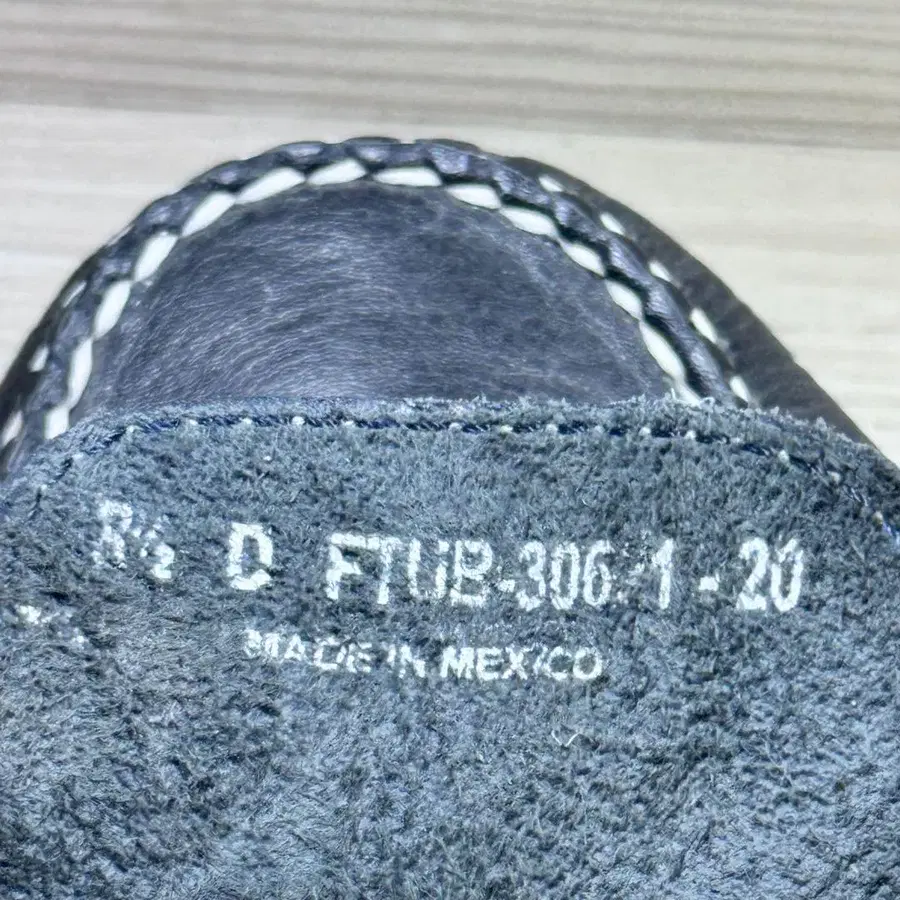 8½ D FTUB-306.1 - 20
MADE IN MEXICO